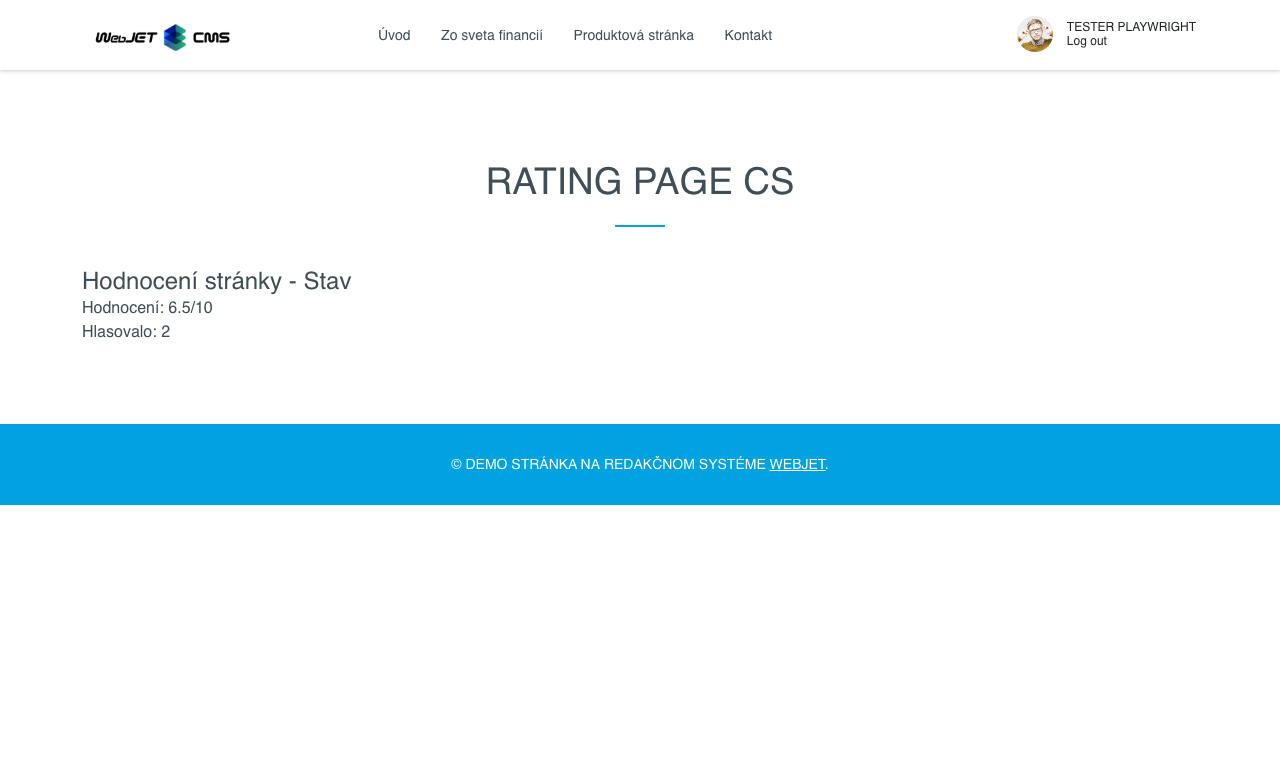 WebJET CMS
Úvod Zo sveta financií Produktová stránka Kontakt
TESTER PLAYWRIGHT
Log out
RATING PAGE CS
Hodnocení stránky - Stav
Hodnocení: 6.5/10
Hlasovalo: 2
© DEMO STRÁNKA NA REDAKČNOM SYSTÉME WEBJET.